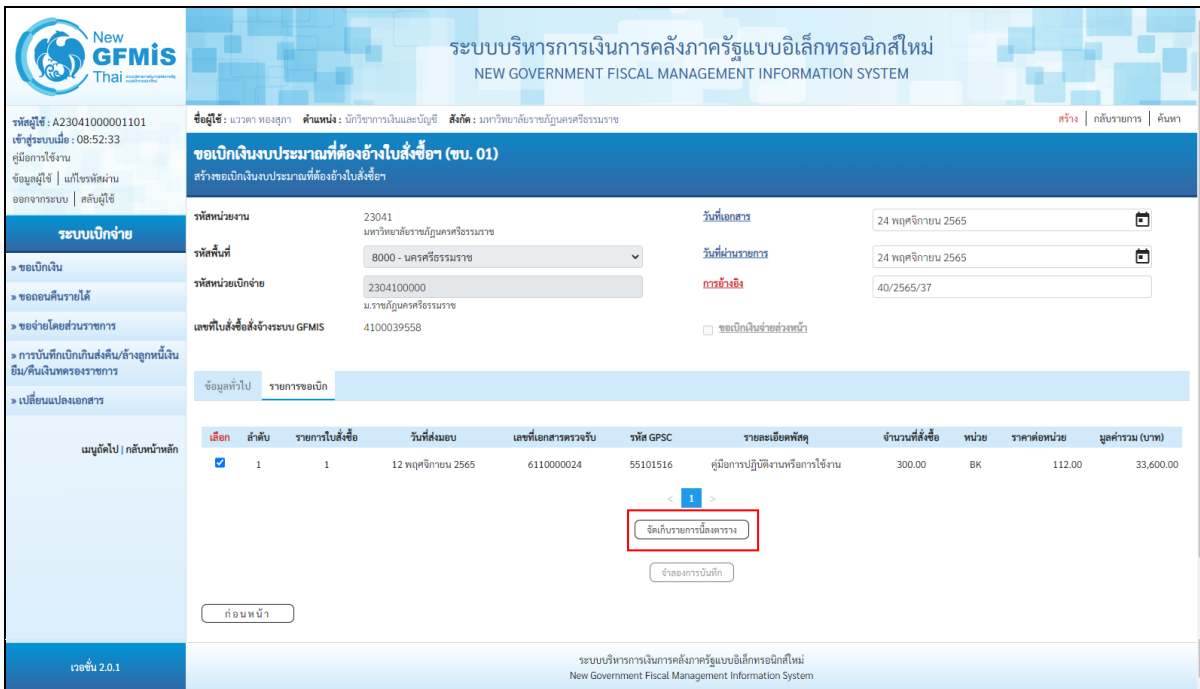 New
GFMiS
Thai
ระบบบริหารการเงินการคลังภาครัฐแบบอิเล็กทรอนิกส์ใหม่
NEW GOVERNMENT FISCAL MANAGEMENT INFORMATION SYSTEM
รหัสผู้ใช้ : A23041000001101
เข้าสู่ระบบเมื่อ : 08:52:33
คู่มือการใช้งาน
ข้อมูลผู้ใช้ | แก้ไขรหัสผ่าน
ออกจากระบบ | สลับผู้ใช้
ระบบเบิกจ่าย
» ขอเบิกเงิน
» ขอถอนคืนรายได้
» ขอจ่ายโดยส่วนราชการ
» การบันทึกเบิกเกินส่งคืน/ล้างลูกหนี้เงิน
ยืม/คืนเงินทดรองราชการ
» เปลี่ยนแปลงเอกสาร
เมนูถัดไป | กลับหน้าหลัก
เวอชั่น 2.0.1
ชื่อผู้ใช้ : แววตา ทองสุภา ตำแหน่ง : นักวิชาการเงินและบัญชี สังกัด : มหาวิทยาลัยราชภัฏนครศรีธรรมราช
สร้าง | กลับรายการ | ค้นหา
ขอเบิกเงินงบประมาณที่ต้องอ้างใบสั่งซื้อฯ (ขบ. 01)
สร้างขอเบิกเงินงบประมาณที่ต้องอ้างใบสั่งซื้อฯ
รหัสหน่วยงาน 23041 วันที่เอกสาร 24 พฤศจิกายน 2565
มหาวิทยาลัยราชภัฏนครศรีธรรมราช
รหัสพื้นที่ 8000 - นครศรีธรรมราช วันที่ผ่านรายการ 24 พฤศจิกายน 2565
รหัสหน่วยเบิกจ่าย 2304100000 การอ้างอิง 40/2565/37
ม.ราชภัฏนครศรีธรรมราช
เลขที่ใบสั่งซื้อสั่งจ้างระบบ GFMIS 4100039558 ขอเบิกเงินจ่ายล่วงหน้า
ข้อมูลทั่วไป รายการขอเบิก
เลือก ลำดับ รายการใบสั่งซื้อ วันที่ส่งมอบ เลขที่เอกสารตรวจรับ รหัส GPSC รายละเอียดพัสดุ จำนวนที่สั่งซื้อ หน่วย ราคาต่อหน่วย มูลค่ารวม (บาท)
1 1 12 พฤศจิกายน 2565 6110000024 55101516 คู่มือการปฏิบัติงานหรือการใช้งาน 300.00 BK 112.00 33,600.00
< 1 >
จัดเก็บรายการนี้ลงตาราง
จำลองการบันทึก
ก่อนหน้า
ระบบบริหารการเงินการคลังภาครัฐแบบอิเล็กทรอนิกส์ใหม่
New Government Fiscal Management Information System